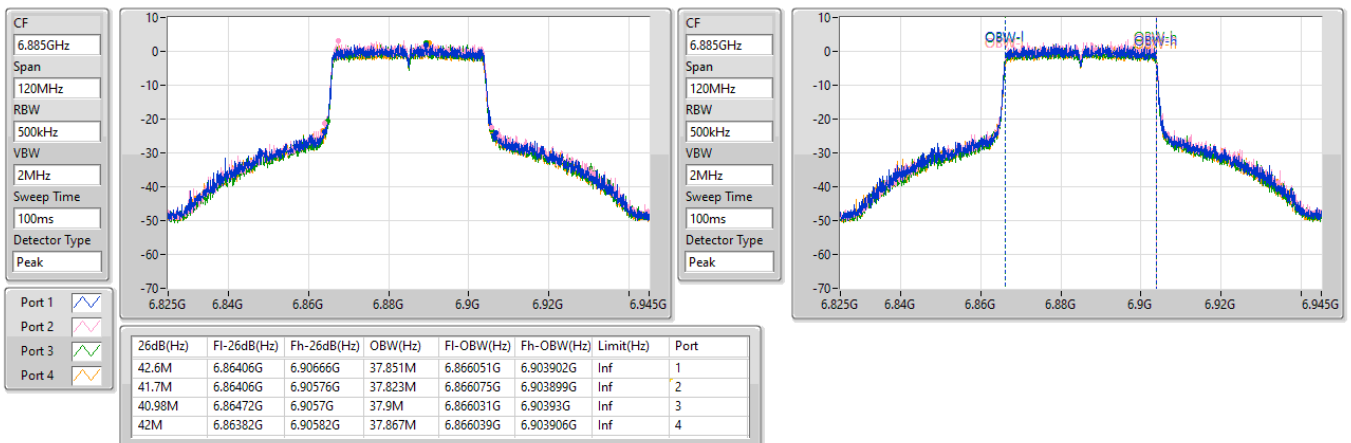 CF
6.885GHz
Span
120MHz
RBW
500kHz
VBW
2MHz
Sweep Time
100ms
Detector Type
Peak
10
0
-10
-20
-30
-40
-50
-60
-70
6.825G 6.84G 6.86G 6.88G 6.9G 6.92G 6.945G
CF
6.885GHz
Span
120MHz
RBW
500kHz
VBW
2MHz
Sweep Time
100ms
Detector Type
Peak
10
0
-10
-20
-30
-40
-50
-60
-70
OBW-l OBW-h
6.825G 6.84G 6.86G 6.88G 6.9G 6.92G 6.945G
Port 1
Port 2
Port 3
Port 4
26dB(Hz) Fl-26dB(Hz) Fh-26dB(Hz) OBW(Hz) Fl-OBW(Hz) Fh-OBW(Hz) Limit(Hz) Port
42.6M 6.86406G 6.90666G 37.851M 6.866051G 6.903902G Inf 1
41.7M 6.86406G 6.90576G 37.823M 6.866075G 6.903899G Inf 2
40.98M 6.86472G 6.9057G 37.9M 6.866031G 6.90393G Inf 3
42M 6.86382G 6.90582G 37.867M 6.866039G 6.903906G Inf 4